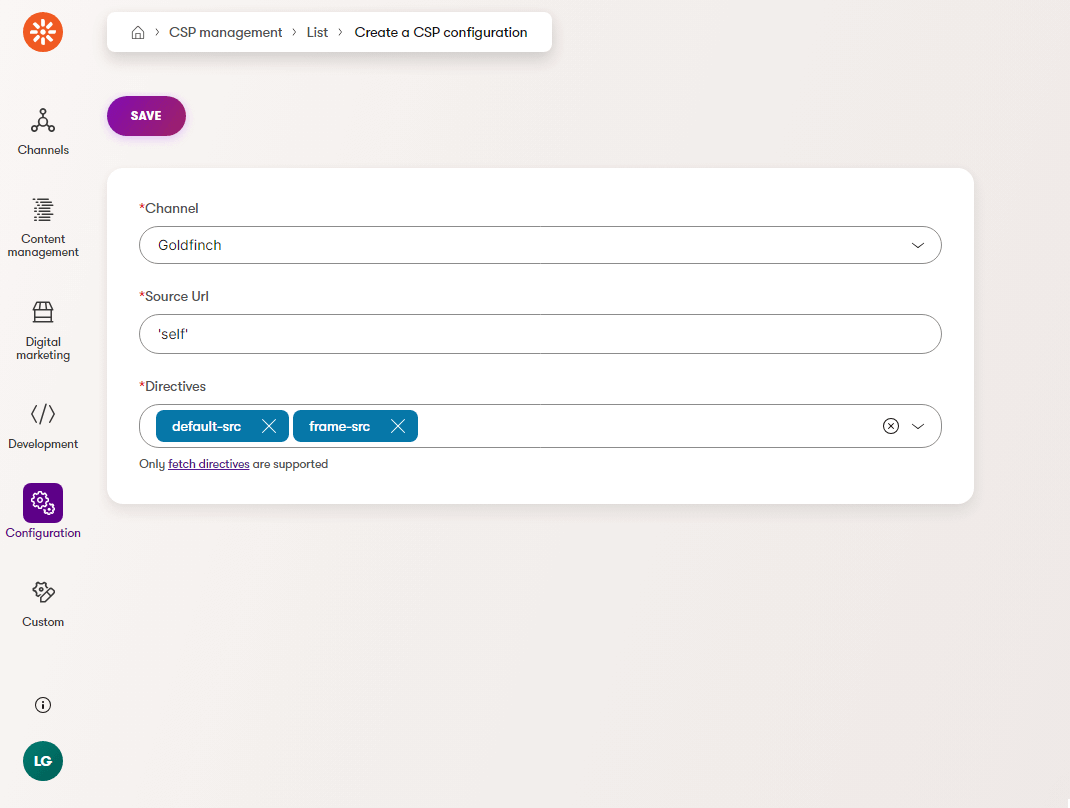 CSP management > List > Create a CSP configuration
SAVE
Channels
Content
management
Digital
marketing
Development
Configuration
Custom
LG
*Channel
Goldfinch
*Source Url
'self'
*Directives
default-src
frame-src
Only fetch directives are supported